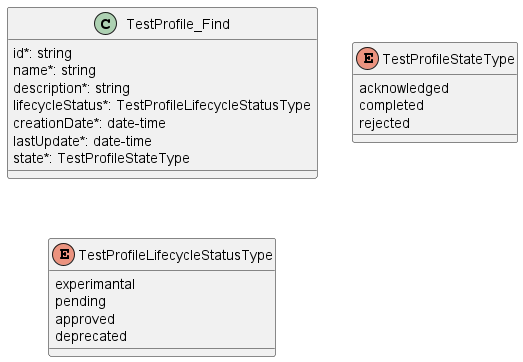 C TestProfile_Find
id*: string
name*: string
description*: string
lifecycleStatus*: TestProfileLifecycleStatusType
creationDate*: date-time
lastUpdate*: date-time
state*: TestProfileStateType
E TestProfileStateType
acknowledged
completed
rejected
E TestProfileLifecycleStatusType
experimantal
pending
approved
deprecated